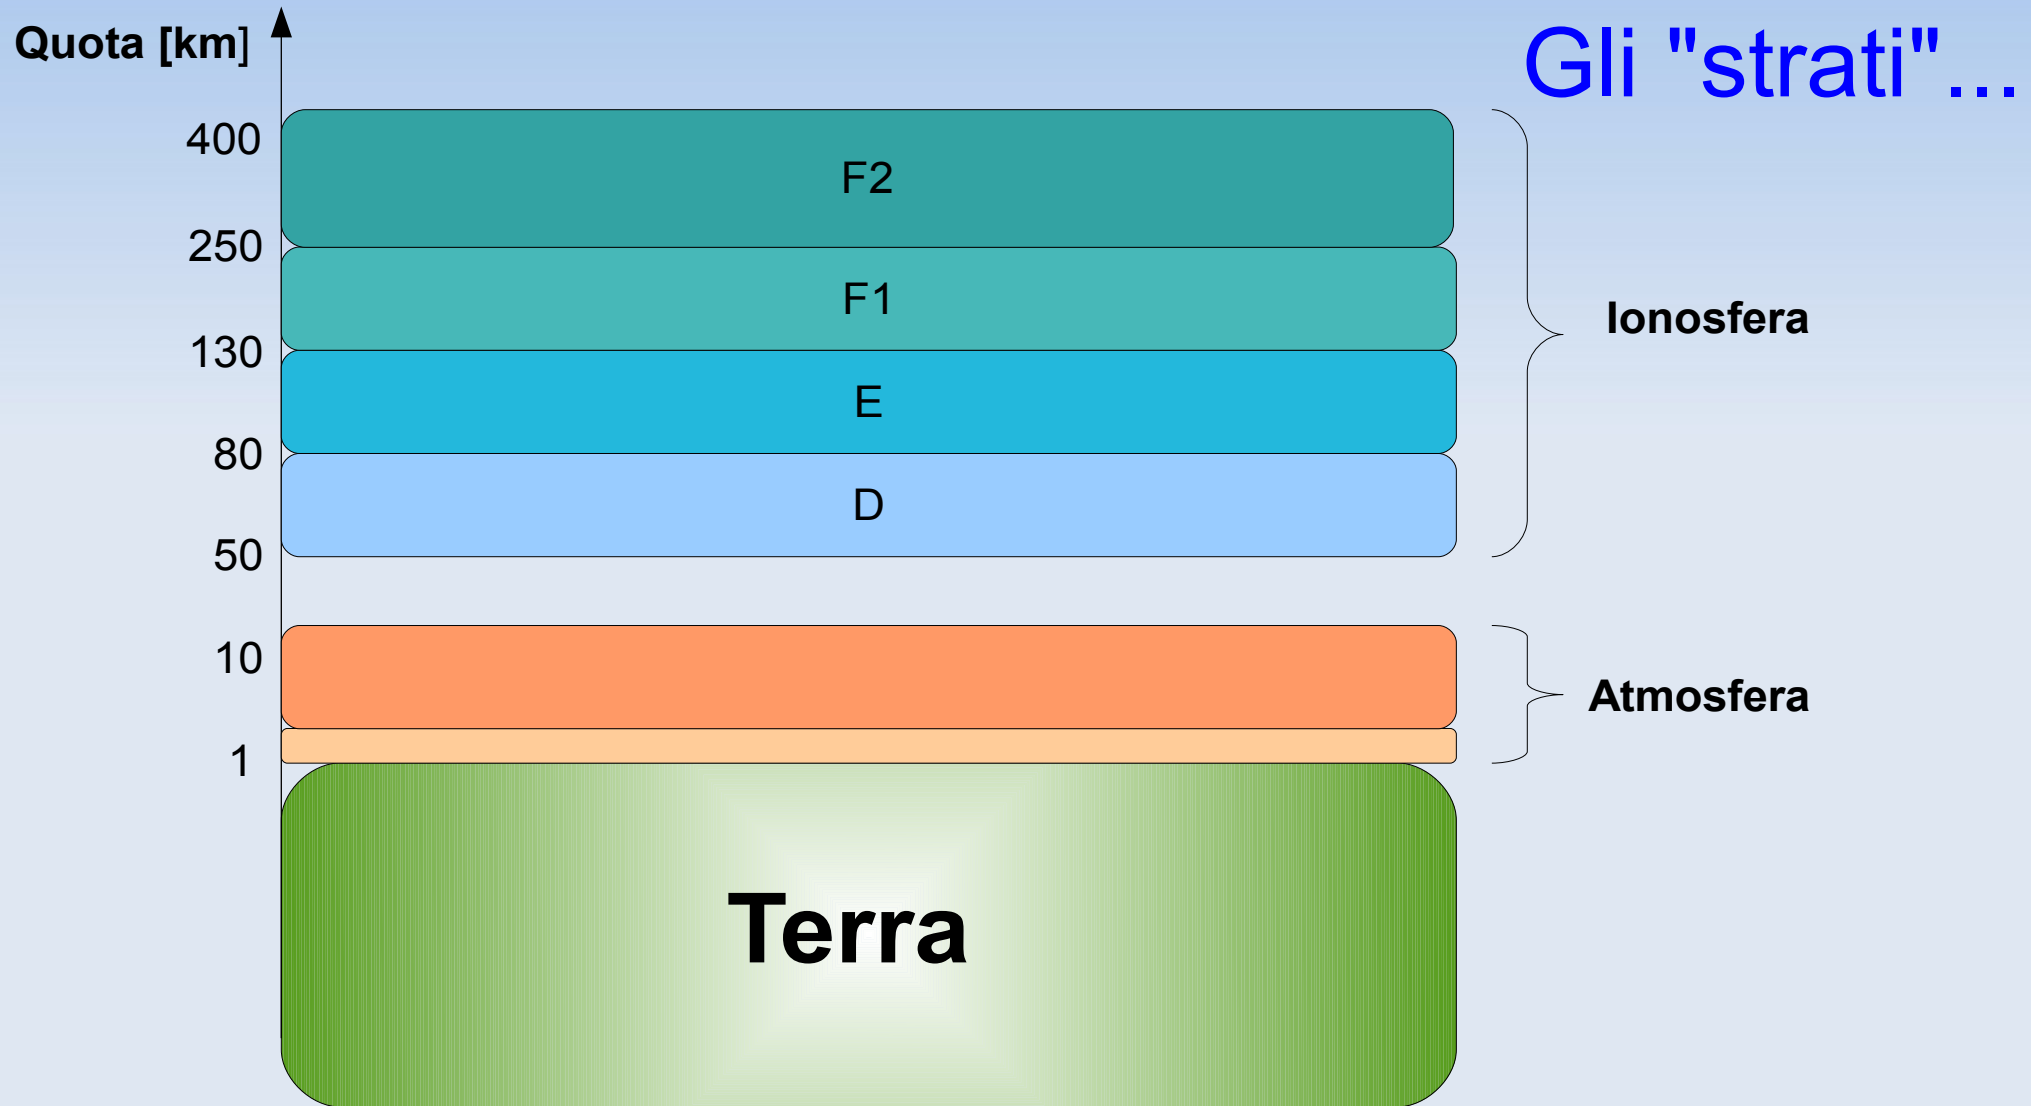 Quota [km]
Gli "strati"...
400
F2
250
F1
Ionosfera
130
E
80
D
50
10
Atmosfera
1
Terra